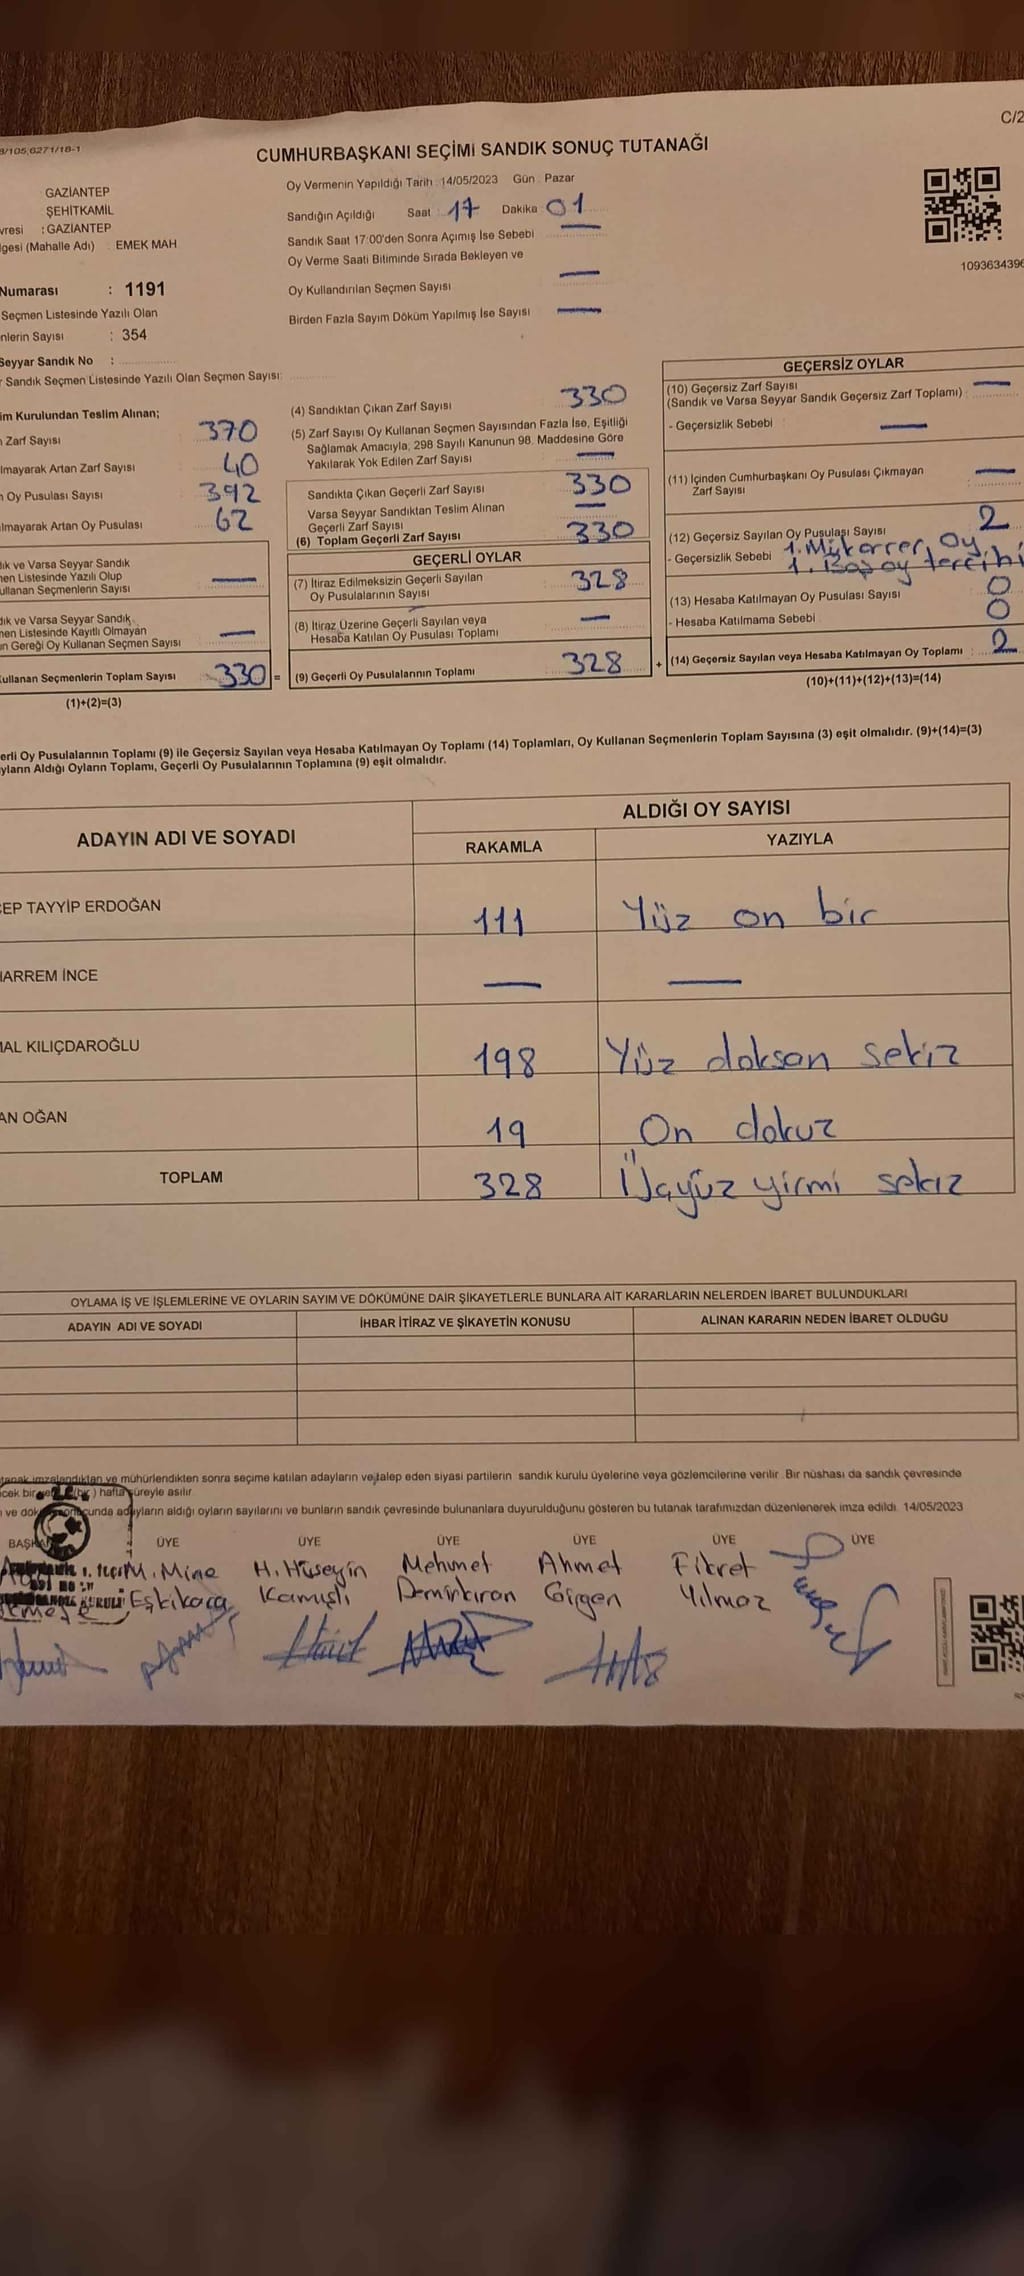 8/105,6271/18-1
C/2
CUMHURBAŞKANI SEÇİMİ SANDIK SONUÇ TUTANAĞI
GAZİANTEP
ŞEHİTKAMİL
vresi : GAZİANTEP
lgesi (Mahalle Adı) : EMEK MAH
Numarası : 1191
Seçmen Listesinde Yazılı Olan
nlerin Sayısı : 354
Seyyar Sandık No :
r Sandık Seçmen Listesinde Yazılı Olan Seçmen Sayısı:
Oy Vermenin Yapıldığı Tarih : 14/05/2023 Gün : Pazar
Sandığın Açıldığı Saat : 17 Dakika : 01
Sandık Saat 17:00'den Sonra Açımış İse Sebebi —
Oy Verme Saati Bitiminde Sırada Bekleyen ve
Oy Kullandırılan Seçmen Sayısı —
Birden Fazla Sayım Döküm Yapılmış İse Sayısı —
1093634396
im Kurulundan Teslim Alınan;
n Zarf Sayısı 370
lmayarak Artan Zarf Sayısı 40
n Oy Pusulası Sayısı 392
lmayarak Artan Oy Pusulası 62
dık ve Varsa Seyyar Sandık
nen Listesinde Yazılı Olup
ullanan Seçmenlerin Sayısı —
dık ve Varsa Seyyar Sandık
nen Listesinde Kayıtlı Olmayan
un Gereği Oy Kullanan Seçmen Sayısı —
ullanan Seçmenlerin Toplam Sayısı 330 =
(1)+(2)=(3)
(4) Sandıktan Çıkan Zarf Sayısı 330
(5) Zarf Sayısı Oy Kullanan Seçmen Sayısından Fazla İse, Eşitliği
Sağlamak Amacıyla, 298 Sayılı Kanunun 98. Maddesine Göre
Yakılarak Yok Edilen Zarf Sayısı —
Sandıkta Çıkan Geçerli Zarf Sayısı 330
Varsa Seyyar Sandıktan Teslim Alınan
Geçerli Zarf Sayısı —
(6) Toplam Geçerli Zarf Sayısı 330
GEÇERLİ OYLAR
(7) İtiraz Edilmeksizin Geçerli Sayılan
Oy Pusulalarının Sayısı 328
(8) İtiraz Üzerine Geçerli Sayılan veya
Hesaba Katılan Oy Pusulası Toplamı —
(9) Geçerli Oy Pusulalarının Toplamı 328 +
GEÇERSİZ OYLAR
(10) Geçersiz Zarf Sayısı
(Sandık ve Varsa Seyyar Sandık Geçersiz Zarf Toplamı) : —
- Geçersizlik Sebebi : —
(11) İçinden Cumhurbaşkanı Oy Pusulası Çıkmayan
Zarf Sayısı : —
(12) Geçersiz Sayılan Oy Pusulası Sayısı 2
- Geçersizlik Sebebi : 1. Mükerrer Oy
1. Boş oy tercihi
(13) Hesaba Katılmayan Oy Pusulası Sayısı 0
- Hesaba Katılmama Sebebi 0
(14) Geçersiz Sayılan veya Hesaba Katılmayan Oy Toplamı : 2
(10)+(11)+(12)+(13)=(14)
erli Oy Pusulalarının Toplamı (9) ile Geçersiz Sayılan veya Hesaba Katılmayan Oy Toplamı (14) Toplamları, Oy Kullanan Seçmenlerin Toplam Sayısına (3) eşit olmalıdır. (9)+(14)=(3)
yların Aldığı Oyların Toplamı, Geçerli Oy Pusulalarının Toplamına (9) eşit olmalıdır.
ADAYIN ADI VE SOYADI
ALDIĞI OY SAYISI
RAKAMLA YAZIYLA
CEP TAYYİP ERDOĞAN 111 Yüz on bir
HARREM İNCE — —
MAL KILIÇDAROĞLU 198 Yüz doksan sekiz
AN OĞAN 19 On dokuz
TOPLAM 328 Üçyüz yirmi sekiz
OYLAMA İŞ VE İŞLEMLERİNE VE OYLARIN SAYIM VE DÖKÜMÜNE DAİR ŞİKAYETLERLE BUNLARA AİT KARARLARIN NELERDEN İBARET BULUNDUKLARI
ADAYIN ADI VE SOYADI İHBAR İTİRAZ VE ŞİKAYETİN KONUSU ALINAN KARARIN NEDEN İBARET OLDUĞU
tanak imzalandıktan ve mühürlendikten sonra seçime katılan adayların ve talep eden siyasi partilerin sandık kurulu üyelerine veya gözlemcilerine verilir. Bir nüshası da sandık çevresinde
hafta süreyle asılır.
adayların aldığı oyların sayılarını ve bunların sandık çevresinde bulunanlara duyurulduğunu gösteren bu tutanak tarafımızdan düzenlenerek imza edildi. 14/05/2023
ÜYE ÜYE ÜYE ÜYE ÜYE ÜYE
M. Mine H. Hüseyin Mehmet Ahmet Fikret
Eskikara Kamışlı Demirkıran Girgen Yılmaz